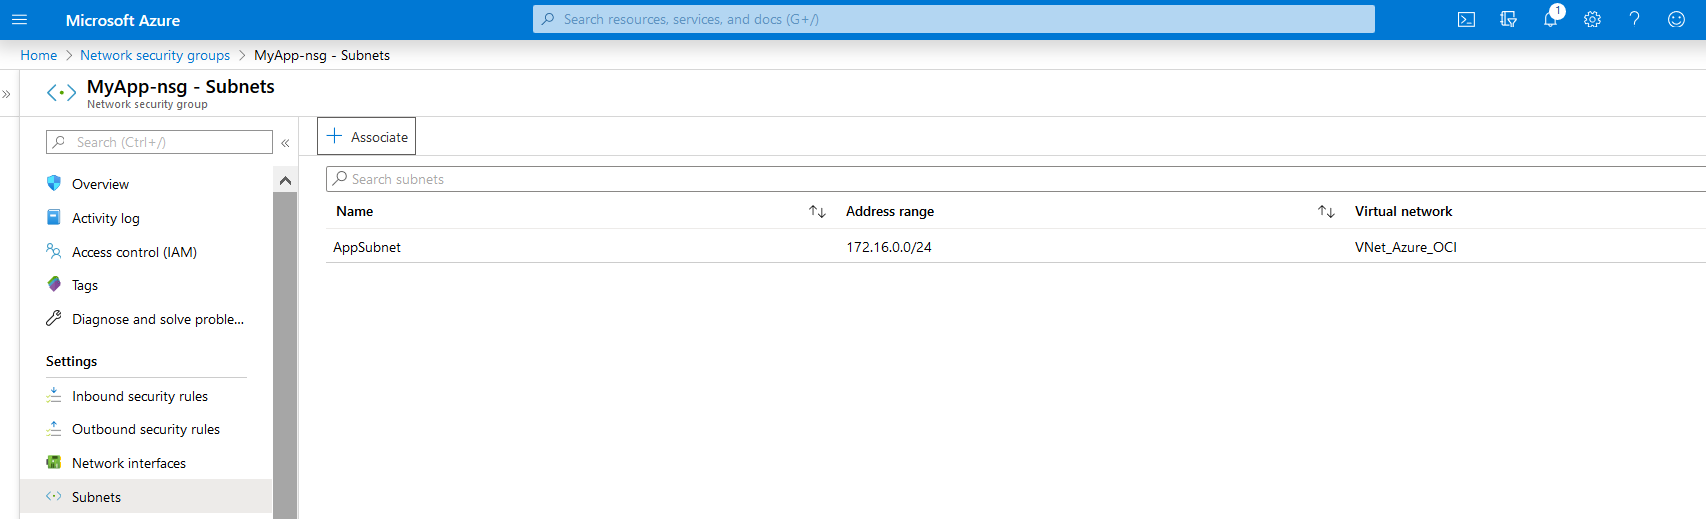 Microsoft Azure
Search resources, services, and docs (G+/)
1
Home > Network security groups > MyApp-nsg - Subnets
MyApp-nsg - Subnets
Network security group
Search (Ctrl+/)
Overview
Activity log
Access control (IAM)
Tags
Diagnose and solve proble...
Settings
Inbound security rules
Outbound security rules
Network interfaces
Subnets
+ Associate
Search subnets
Name Address range Virtual network
AppSubnet 172.16.0.0/24 VNet_Azure_OCI